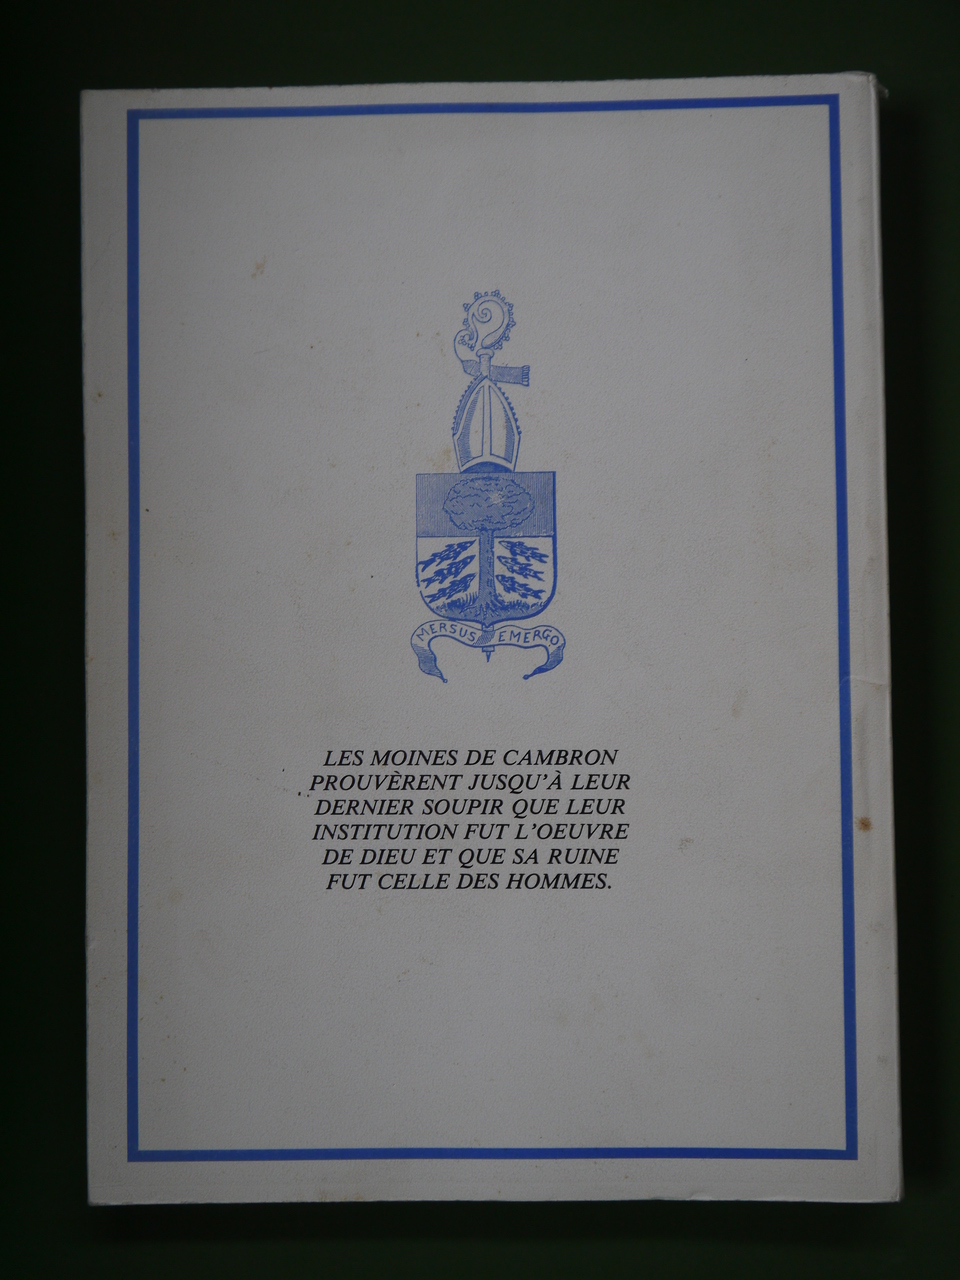 MERSUS EMERGO
LES MOINES DE CAMBRON
PROUVÈRENT JUSQU'À LEUR
DERNIER SOUPIR QUE LEUR
INSTITUTION FUT L'OEUVRE
DE DIEU ET QUE SA RUINE
FUT CELLE DES HOMMES.